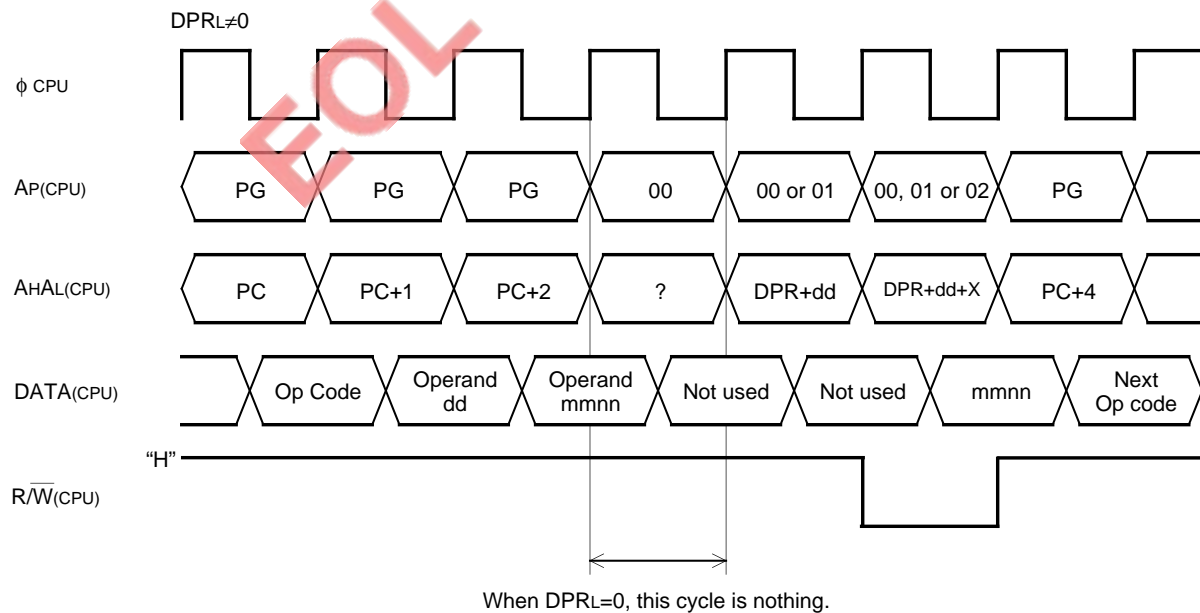 DPRL≠0
EOL
ϕ CPU
AP(CPU)
PG
PG
PG
00
00 or 01
00, 01 or 02
PG
AHAL(CPU)
PC
PC+1
PC+2
?
DPR+dd
DPR+dd+X
PC+4
DATA(CPU)
Op Code
Operand
dd
Operand
mmnn
Not used
Not used
mmnn
Next
Op code
“H”
R/W̅(CPU)
When DPRL=0, this cycle is nothing.